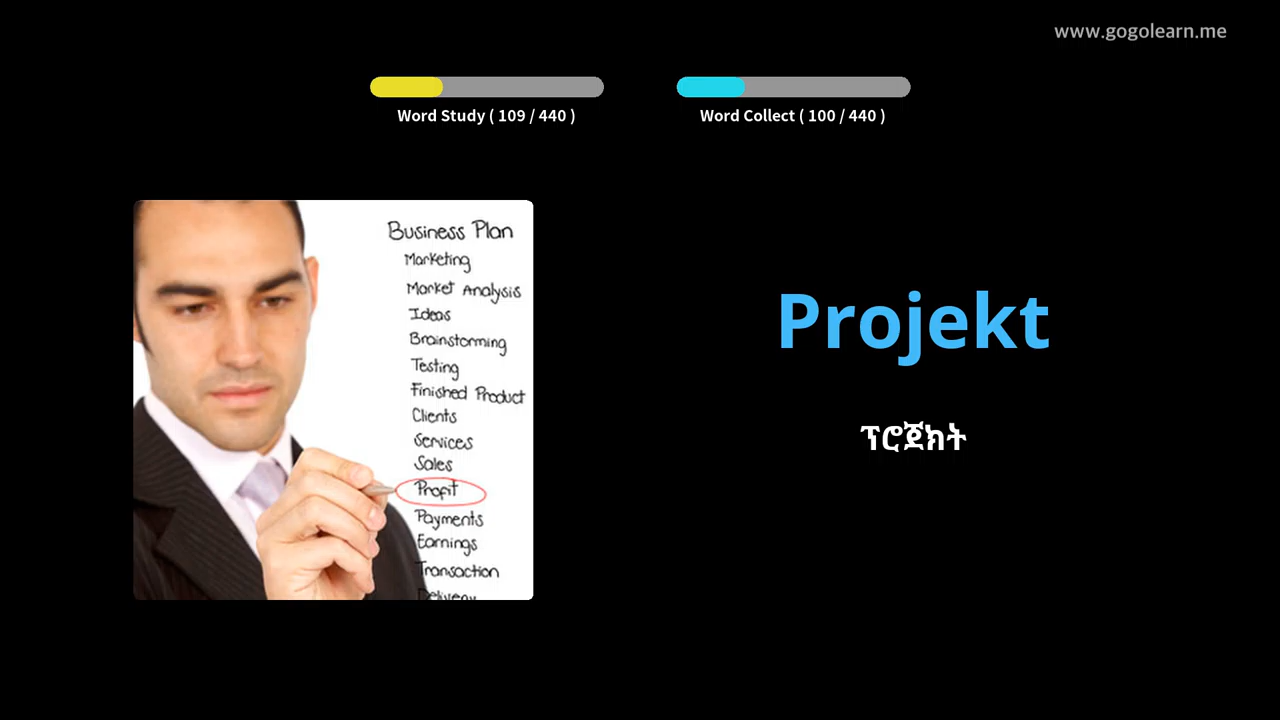 www.gogolearn.me
Word Study ( 109 / 440 )
Word Collect ( 100 / 440 )
Business Plan
Marketing
Market Analysis
Ideas
Brainstorming
Testing
Finished Product
Clients
Services
Sales
Profit
Payments
Earnings
Transaction
Delivery
Projekt
ፕሮጀክት